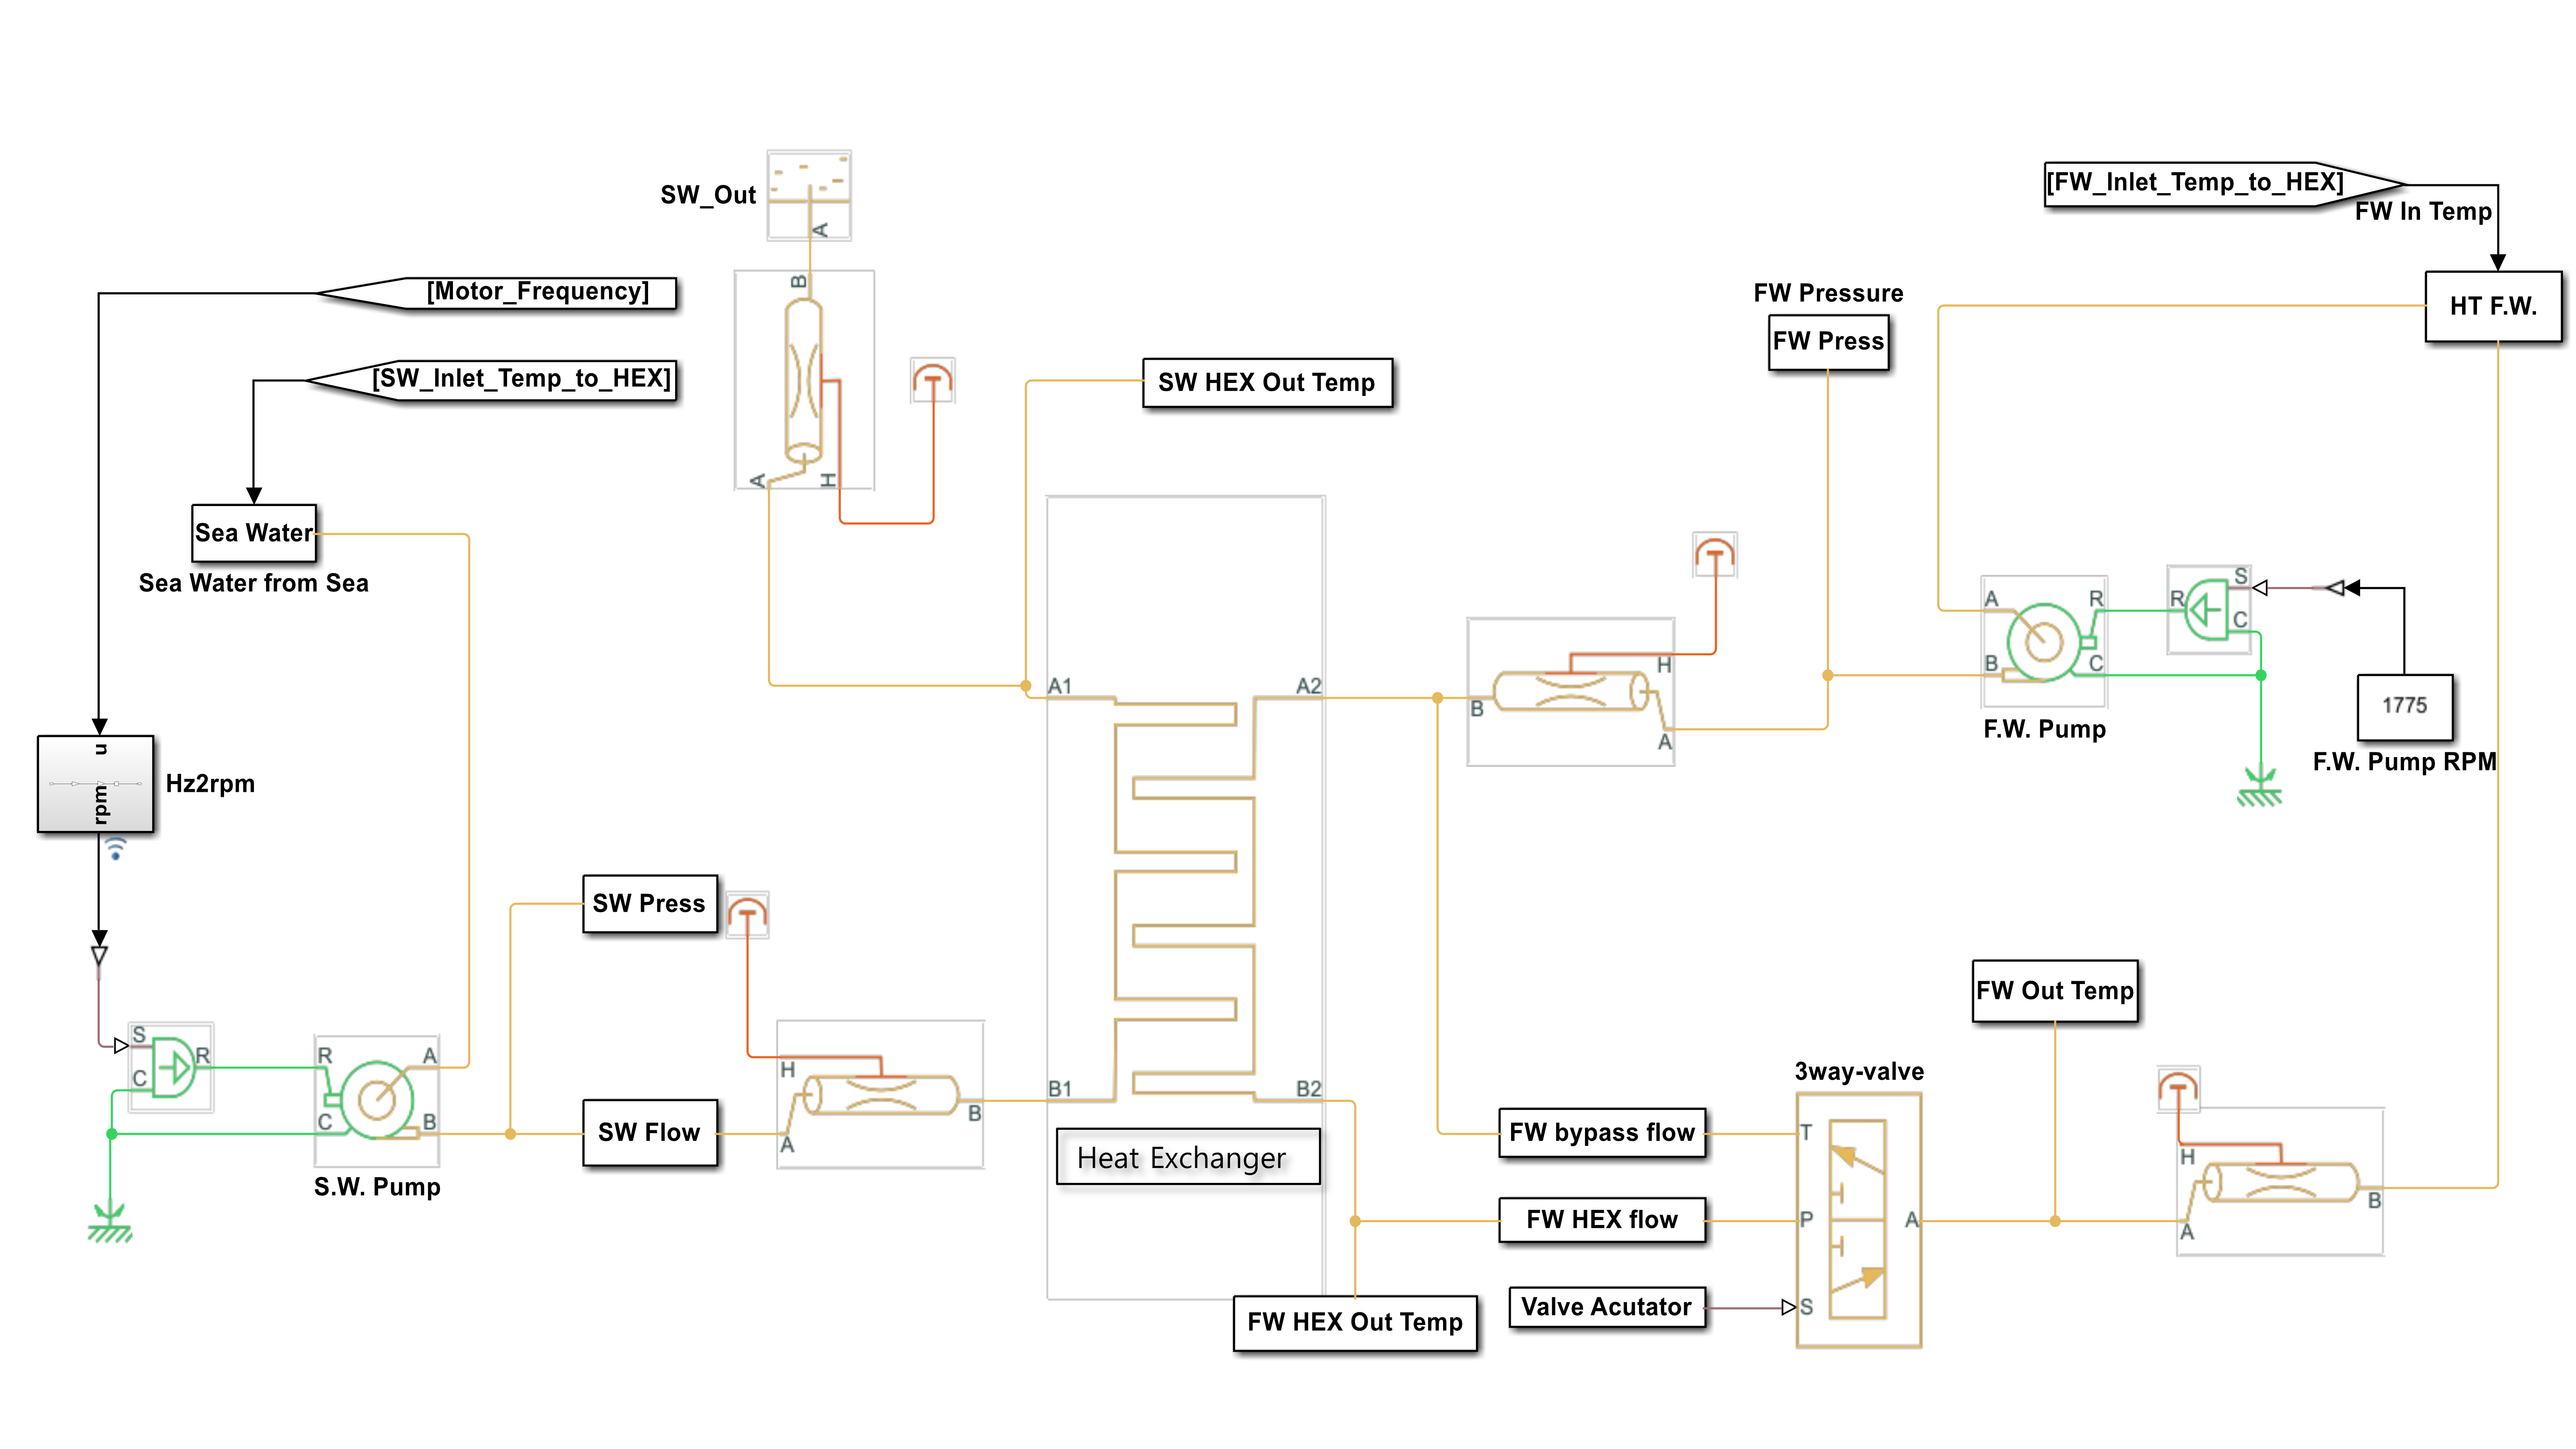 [FW_Inlet_Temp_to_HEX]
FW In Temp
SW_Out
A
B
A
H
[Motor_Frequency]
[SW_Inlet_Temp_to_HEX]
HT F.W.
FW Pressure
FW Press
SW HEX Out Temp
Sea Water
Sea Water from Sea
A
B
R
C
F.W. Pump
R
S
C
1775
F.W. Pump RPM
A1
A2
B1
B2
Heat Exchanger
H
B
A
u
rpm
Hz2rpm
SW Press
SW Flow
S
C
R
R
C
A
B
S.W. Pump
H
A
B
FW Out Temp
3way-valve
FW bypass flow
T
FW HEX flow
P
A
Valve Acutator
S
FW HEX Out Temp
H
A
B